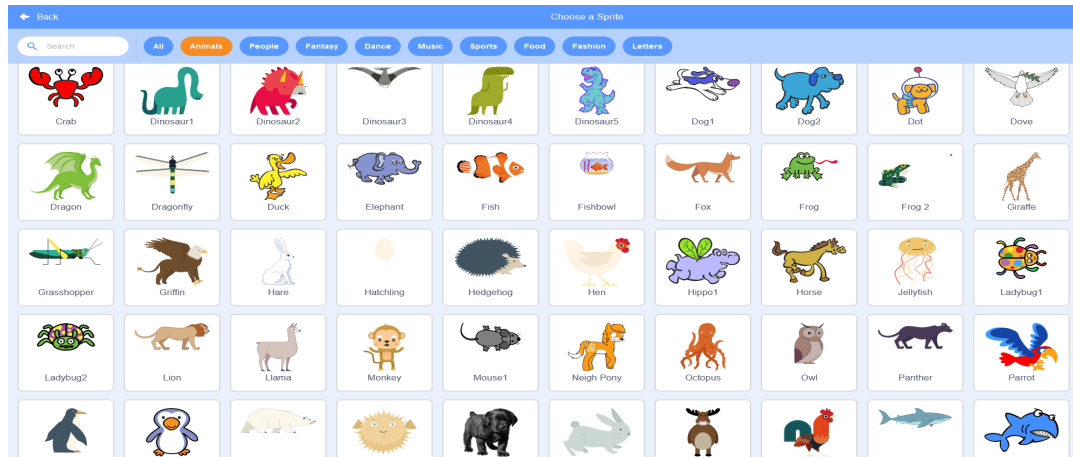 Back
Choose a Sprite
Search
All Animals People Fantasy Dance Music Sports Food Fashion Letters
Crab Dinosaur1 Dinosaur2 Dinosaur3 Dinosaur4 Dinosaur5 Dog1 Dog2 Dot Dove
Dragon Dragonfly Duck Elephant Fish Fishbowl Fox Frog Frog 2 Giraffe
Grasshopper Griffin Hare Hatchling Hedgehog Hen Hippo1 Horse Jellyfish Ladybug1
Ladybug2 Lion Llama Monkey Mouse1 Neigh Pony Octopus Owl Panther Parrot